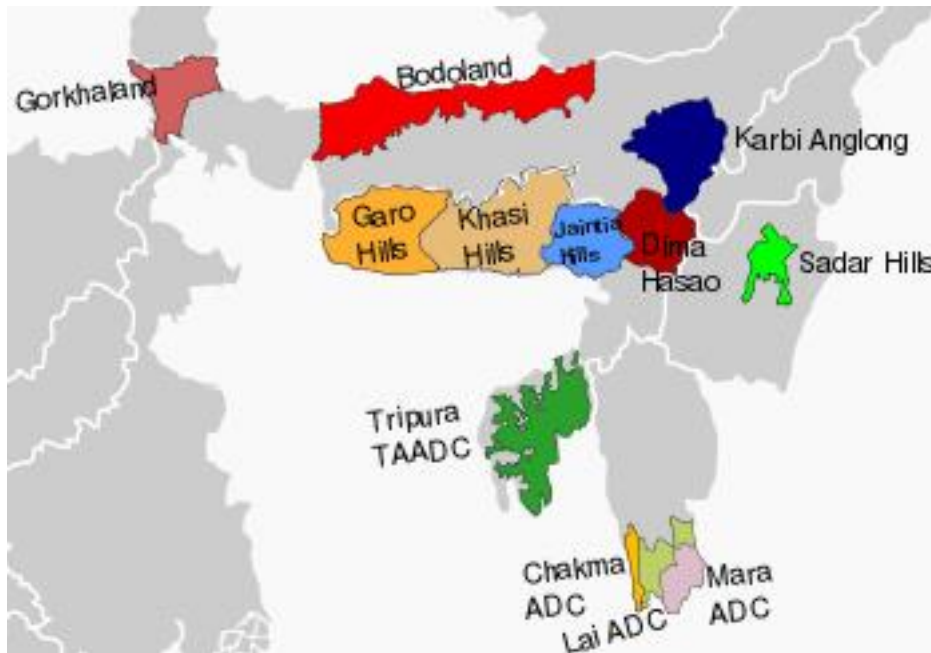 Gorkhaland
Bodoland
Karbi Anglong
Garo
Hills
Khasi
Hills
Jaintia
Hills
Dima
Hasao
Sadar Hills
Tripura
TAADC
Chakma
ADC
Lai ADC
Mara
ADC